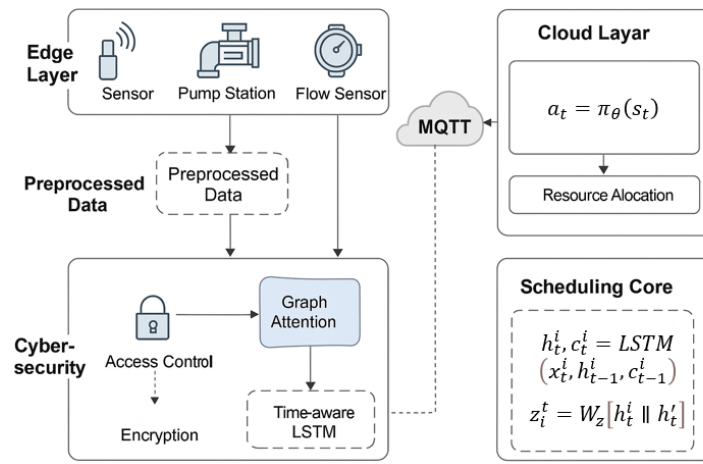 Edge
Layer
Sensor
Pump Station
Flow Sensor
Preprocessed
Data
Preprocessed
Data
Cyber-
security
Access Control
Encryption
Graph
Attention
Time-aware
LSTM
MQTT
Cloud Layar
a_t = π_θ(s_t)
Resource Alocation
Scheduling Core
h_t^i, c_t^i = LSTM
(x_t^i, h_{t-1}^i, c_{t-1}^i)
z_i^t = W_z[h_t^i ∥ h_t']